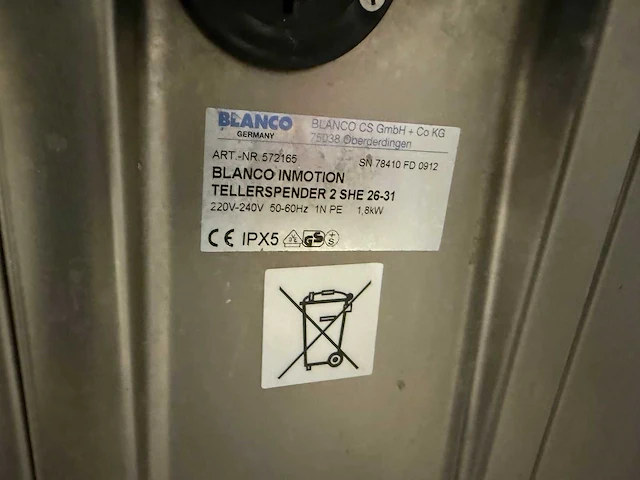 BLANCO
GERMANY
BLANCO CS GmbH + Co KG
75038 Oberderdingen
ART.-NR. 572165
SN 78410 FD 0912
BLANCO INMOTION
TELLERSPENDER 2 SHE 26-31
220V-240V 50-60Hz 1N PE 1,8kW
CE IPX5 GS